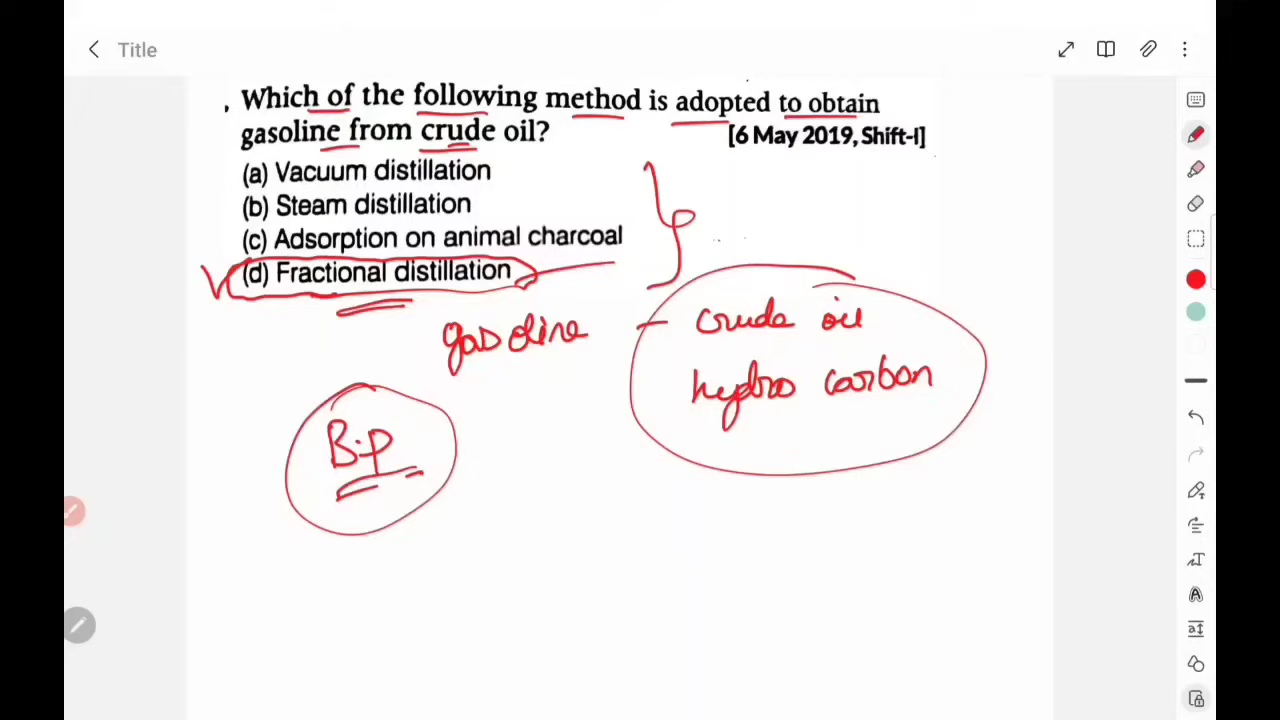 Title
Which of the following method is adopted to obtain
gasoline from crude oil?
[6 May 2019, Shift-I]
(a) Vacuum distillation
(b) Steam distillation
(c) Adsorption on animal charcoal
(d) Fractional distillation
gasoline - crude oil
hydro carbon
B.p